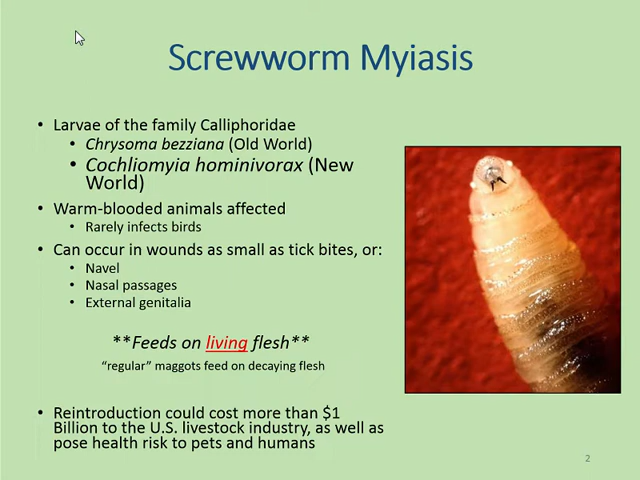 Screwworm Myiasis
• Larvae of the family Calliphoridae
• Chrysoma bezziana (Old World)
• Cochliomyia hominivorax (New
World)
• Warm-blooded animals affected
• Rarely infects birds
• Can occur in wounds as small as tick bites, or:
• Navel
• Nasal passages
• External genitalia
**Feeds on living flesh**
“regular” maggots feed on decaying flesh
• Reintroduction could cost more than $1
Billion to the U.S. livestock industry, as well as
pose health risk to pets and humans
2